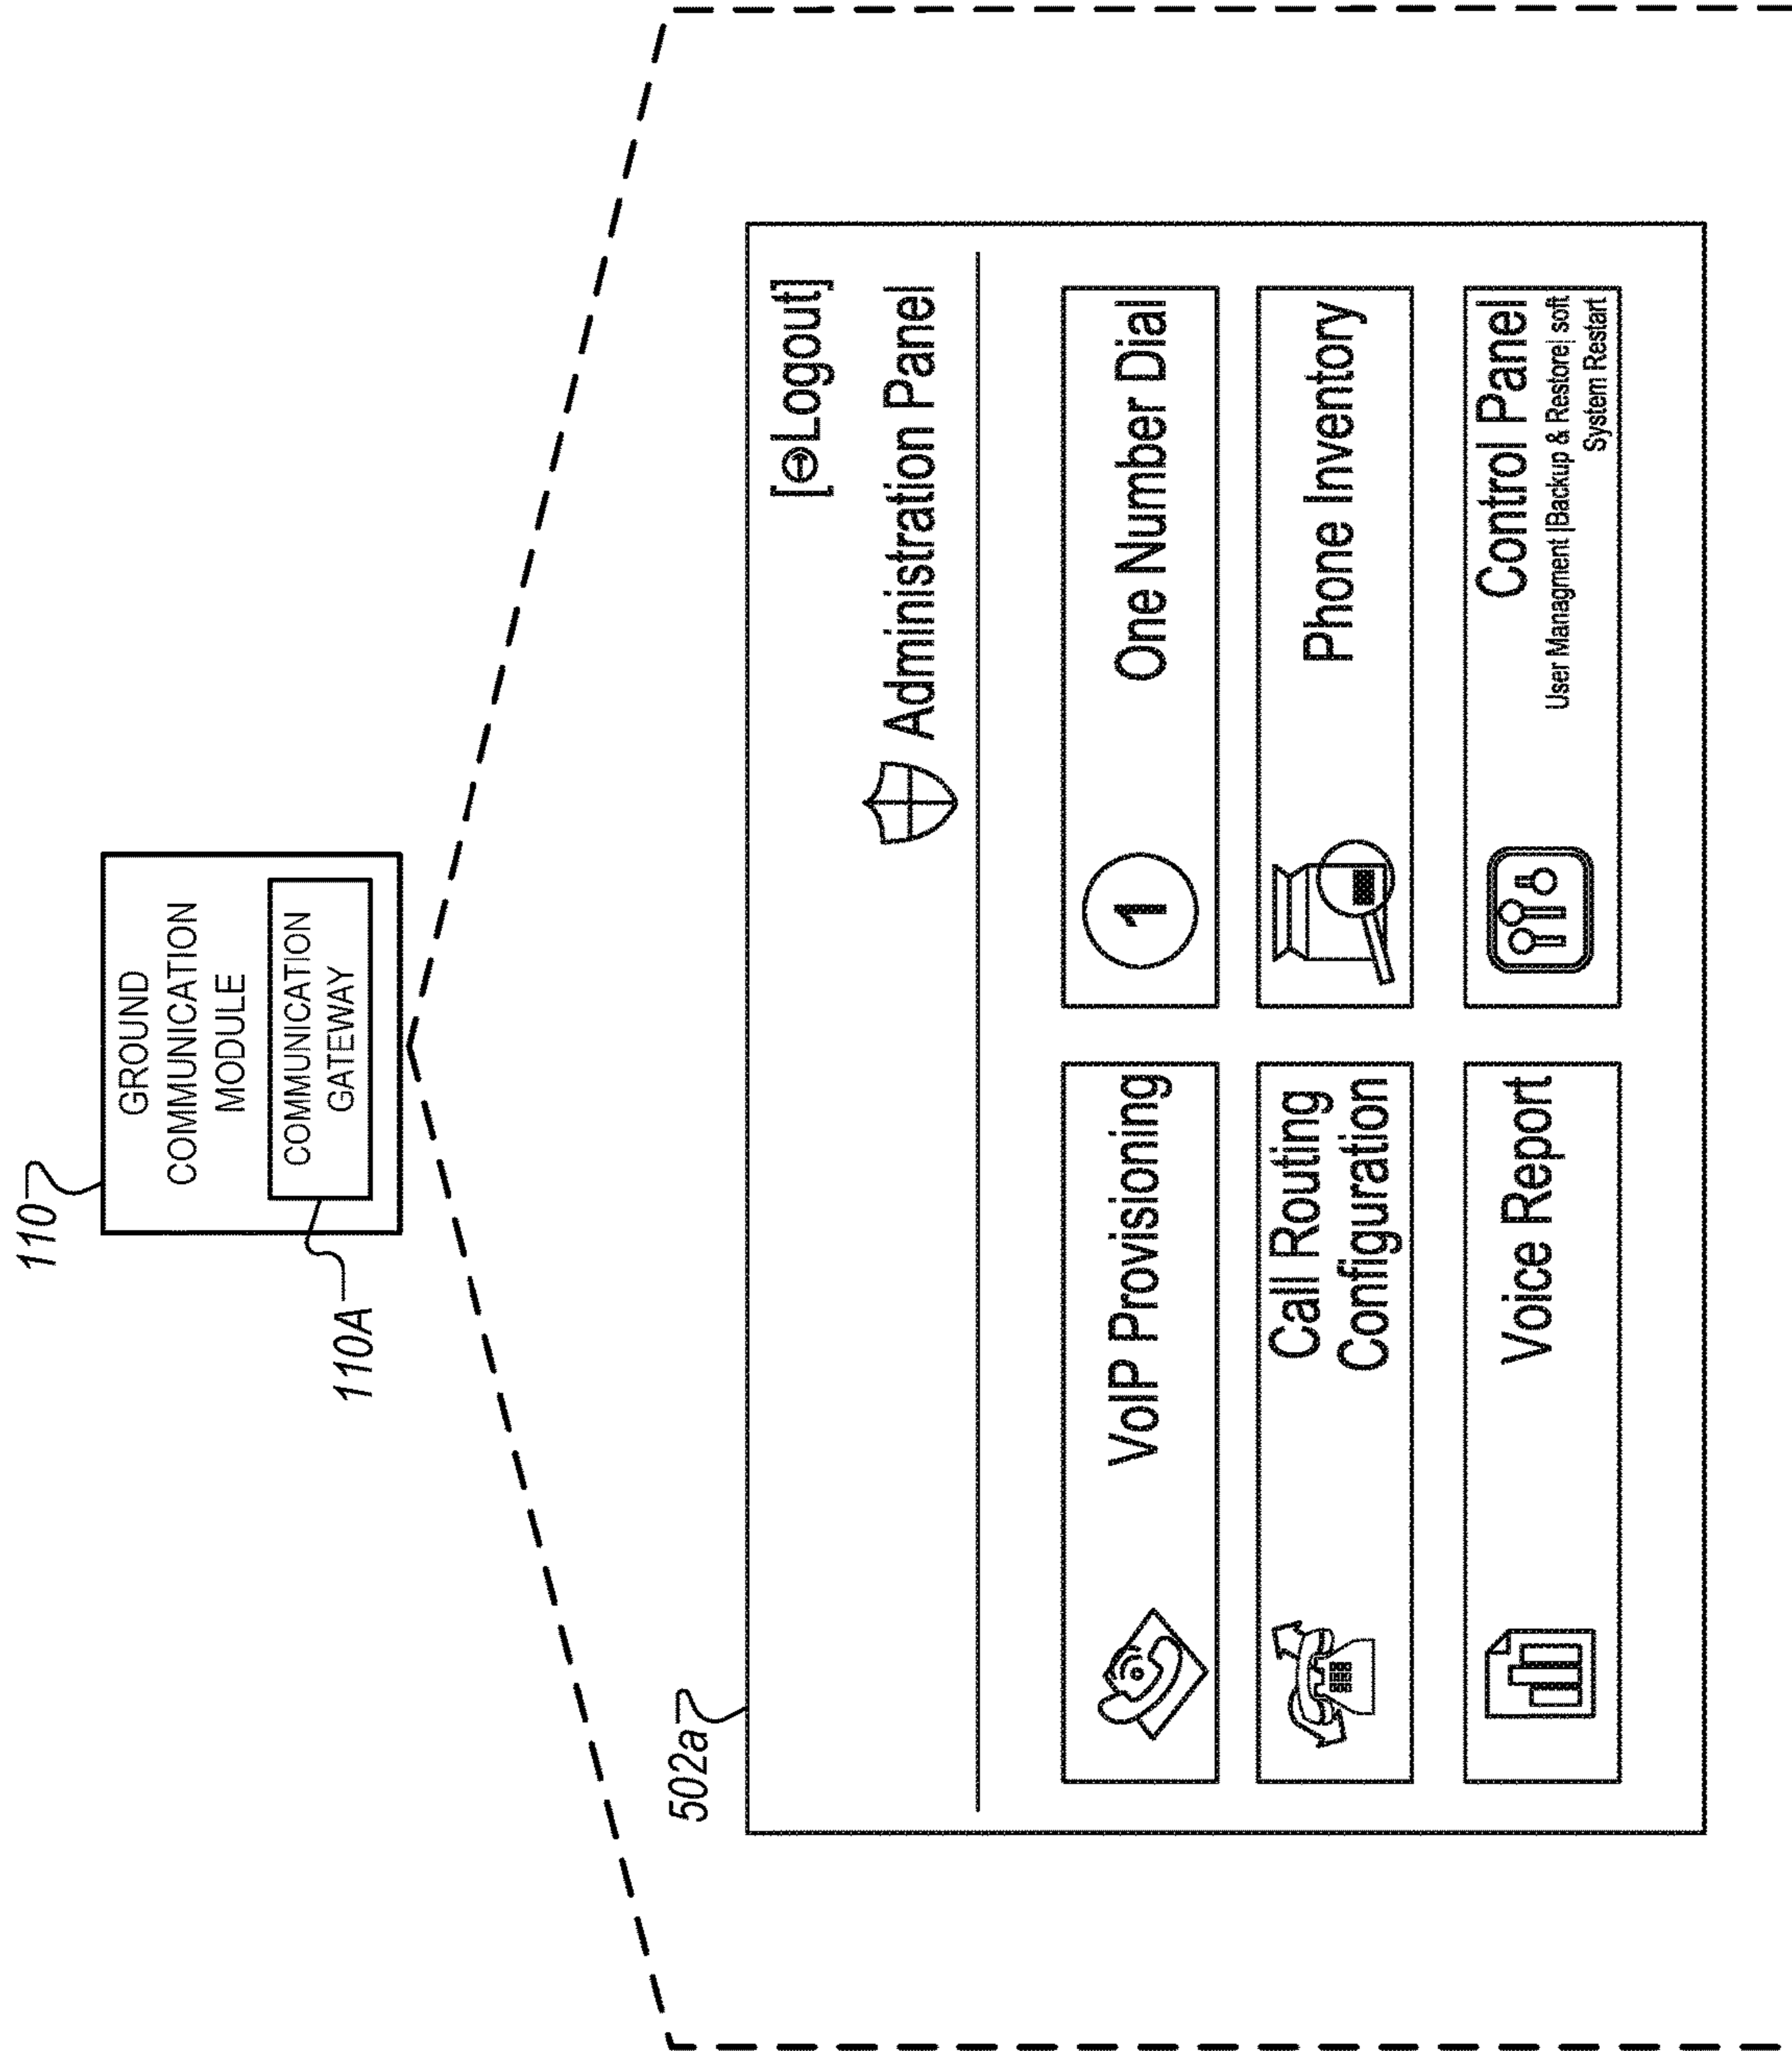 110
GROUND
COMMUNICATION
MODULE
COMMUNICATION
GATEWAY
110A
502a
[Logout]
Administration Panel
VoIP Provisioning
1
One Number Dial
Call Routing
Configuration
Phone Inventory
Voice Report
Control Panel
User Managment |Backup & Restore| soft
System Restart